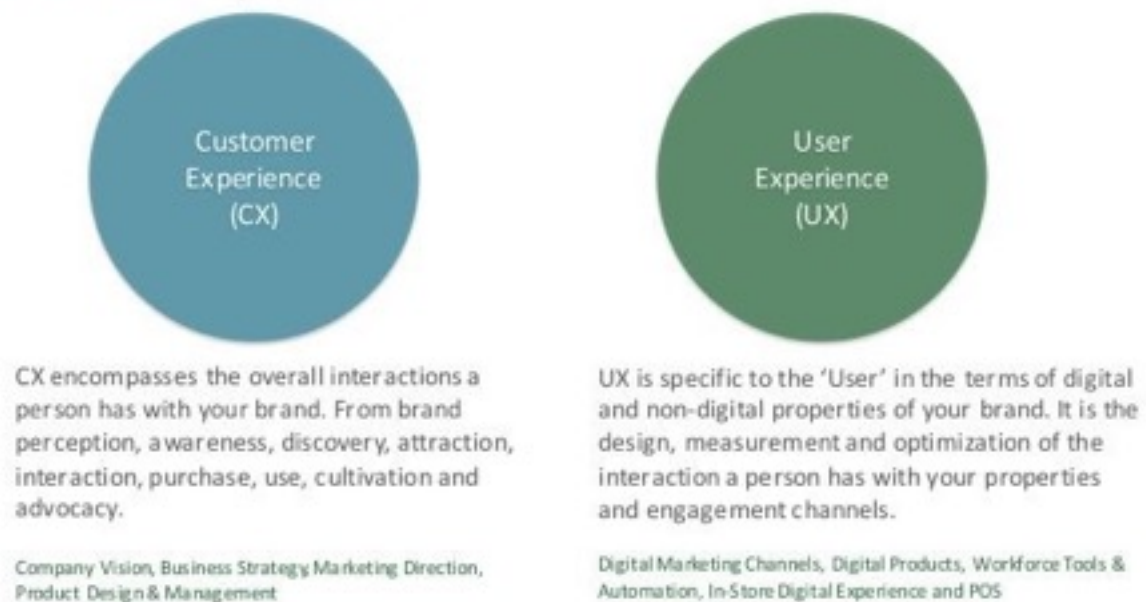 Customer
Experience
(CX)
CX encompasses the overall interactions a
person has with your brand. From brand
perception, awareness, discovery, attraction,
interaction, purchase, use, cultivation and
advocacy.
Company Vision, Business Strategy, Marketing Direction,
Product Design & Management
User
Experience
(UX)
UX is specific to the ‘User’ in the terms of digital
and non-digital properties of your brand. It is the
design, measurement and optimization of the
interaction a person has with your properties
and engagement channels.
Digital Marketing Channels, Digital Products, Workforce Tools &
Automation, In-Store Digital Experience and POS